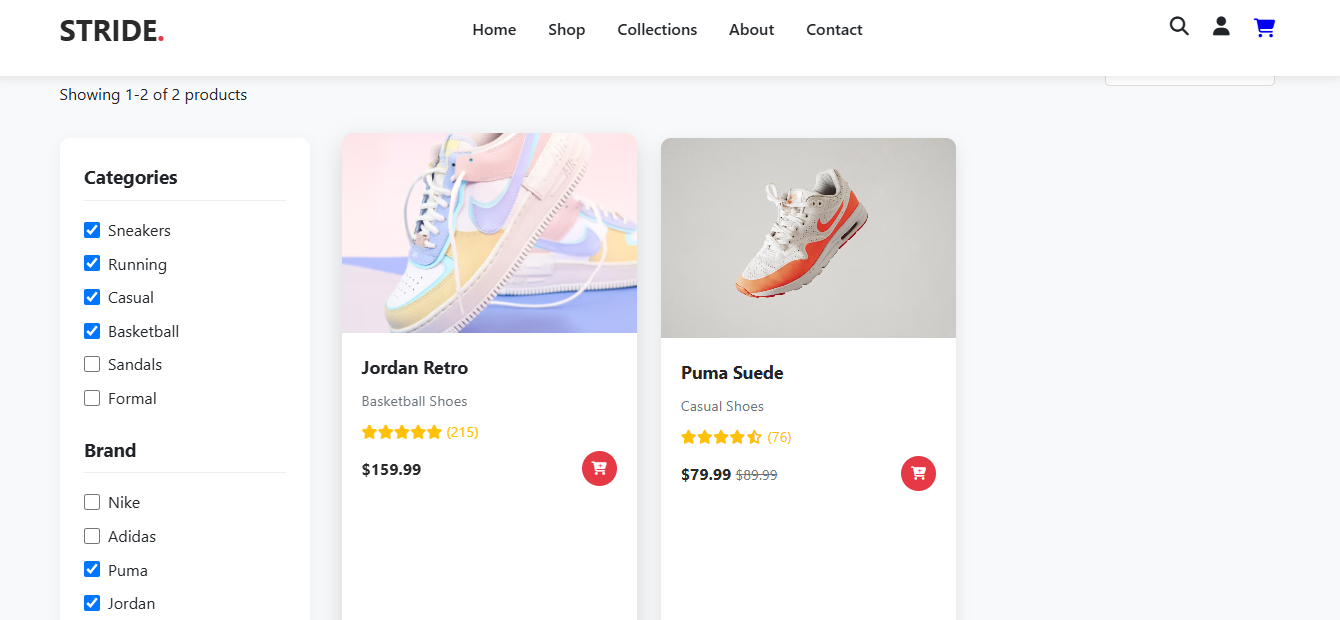 STRIDE.
Home Shop Collections About Contact
Showing 1-2 of 2 products
Categories
Sneakers
Running
Casual
Basketball
Sandals
Formal
Brand
Nike
Adidas
Puma
Jordan
Jordan Retro
Basketball Shoes
(215)
$159.99
Puma Suede
Casual Shoes
(76)
$79.99 $89.99